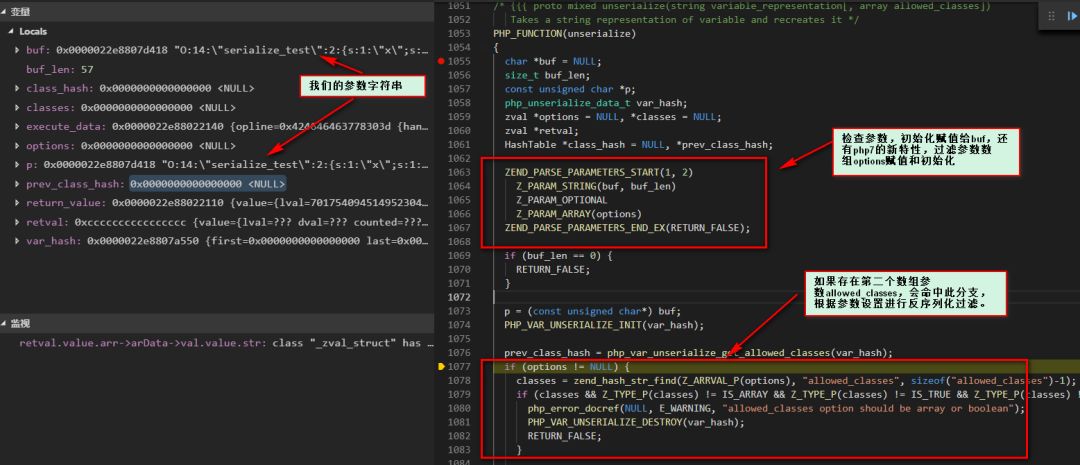 变量
Locals
buf: 0x0000022e8807d418 "O:14:\"serialize_test\":2:{s:1:\"x\";s:...
buf_len: 57
class_hash: 0x0000000000000000 <NULL>
classes: 0x0000000000000000 <NULL>
execute_data: 0x0000022e88022140 {opline=0x424646463778303d {han...
options: 0x0000000000000000 <NULL>
p: 0x0000022e8807d418 "O:14:\"serialize_test\":2:{s:1:\"x\";s:1:...
prev_class_hash: 0x0000000000000000 <NULL>
return_value: 0x0000022e88022110 {value={lval=701754094514952304...
retval: 0xcccccccccccccccc {value={lval=??? dval=??? counted=???...
var_hash: 0x0000022e8807a550 {first=0x0000000000000000 last=0x00...
我们的参数字符串
监视
retval.value.arr->arData->val.value.str: class "_zval_struct" has ...
1051 /* {{{ proto mixed unserialize(string variable_representation[, array allowed_classes])
1052 Takes a string representation of variable and recreates it */
1053 PHP_FUNCTION(unserialize)
1054 {
1055 char *buf = NULL;
1056 size_t buf_len;
1057 const unsigned char *p;
1058 php_unserialize_data_t var_hash;
1059 zval *options = NULL, *classes = NULL;
1060 zval *retval;
1061 HashTable *class_hash = NULL, *prev_class_hash;
1062
1063 ZEND_PARSE_PARAMETERS_START(1, 2)
1064 Z_PARAM_STRING(buf, buf_len)
1065 Z_PARAM_OPTIONAL
1066 Z_PARAM_ARRAY(options)
1067 ZEND_PARSE_PARAMETERS_END_EX(RETURN_FALSE);
1068
1069 if (buf_len == 0) {
1070 RETURN_FALSE;
1071 }
1072
1073 p = (const unsigned char*) buf;
1074 PHP_VAR_UNSERIALIZE_INIT(var_hash);
1075
1076 prev_class_hash = php_var_unserialize_get_allowed_classes(var_hash);
1077 if (options != NULL) {
1078 classes = zend_hash_str_find(Z_ARRVAL_P(options), "allowed_classes", sizeof("allowed_classes")-1);
1079 if (classes && Z_TYPE_P(classes) != IS_ARRAY && Z_TYPE_P(classes) != IS_TRUE && Z_TYPE_P(classes) !
1080 php_error_docref(NULL, E_WARNING, "allowed_classes option should be array or boolean");
1081 PHP_VAR_UNSERIALIZE_DESTROY(var_hash);
1082 RETURN_FALSE;
1083 }
1084
检查参数，初始化赋值给buf，还
有php7的新特性，过滤参数数
组options赋值和初始化
如果存在第二个数组参
数allowed_classes，会命中此分支，
根据参数设置进行反序列化过滤。